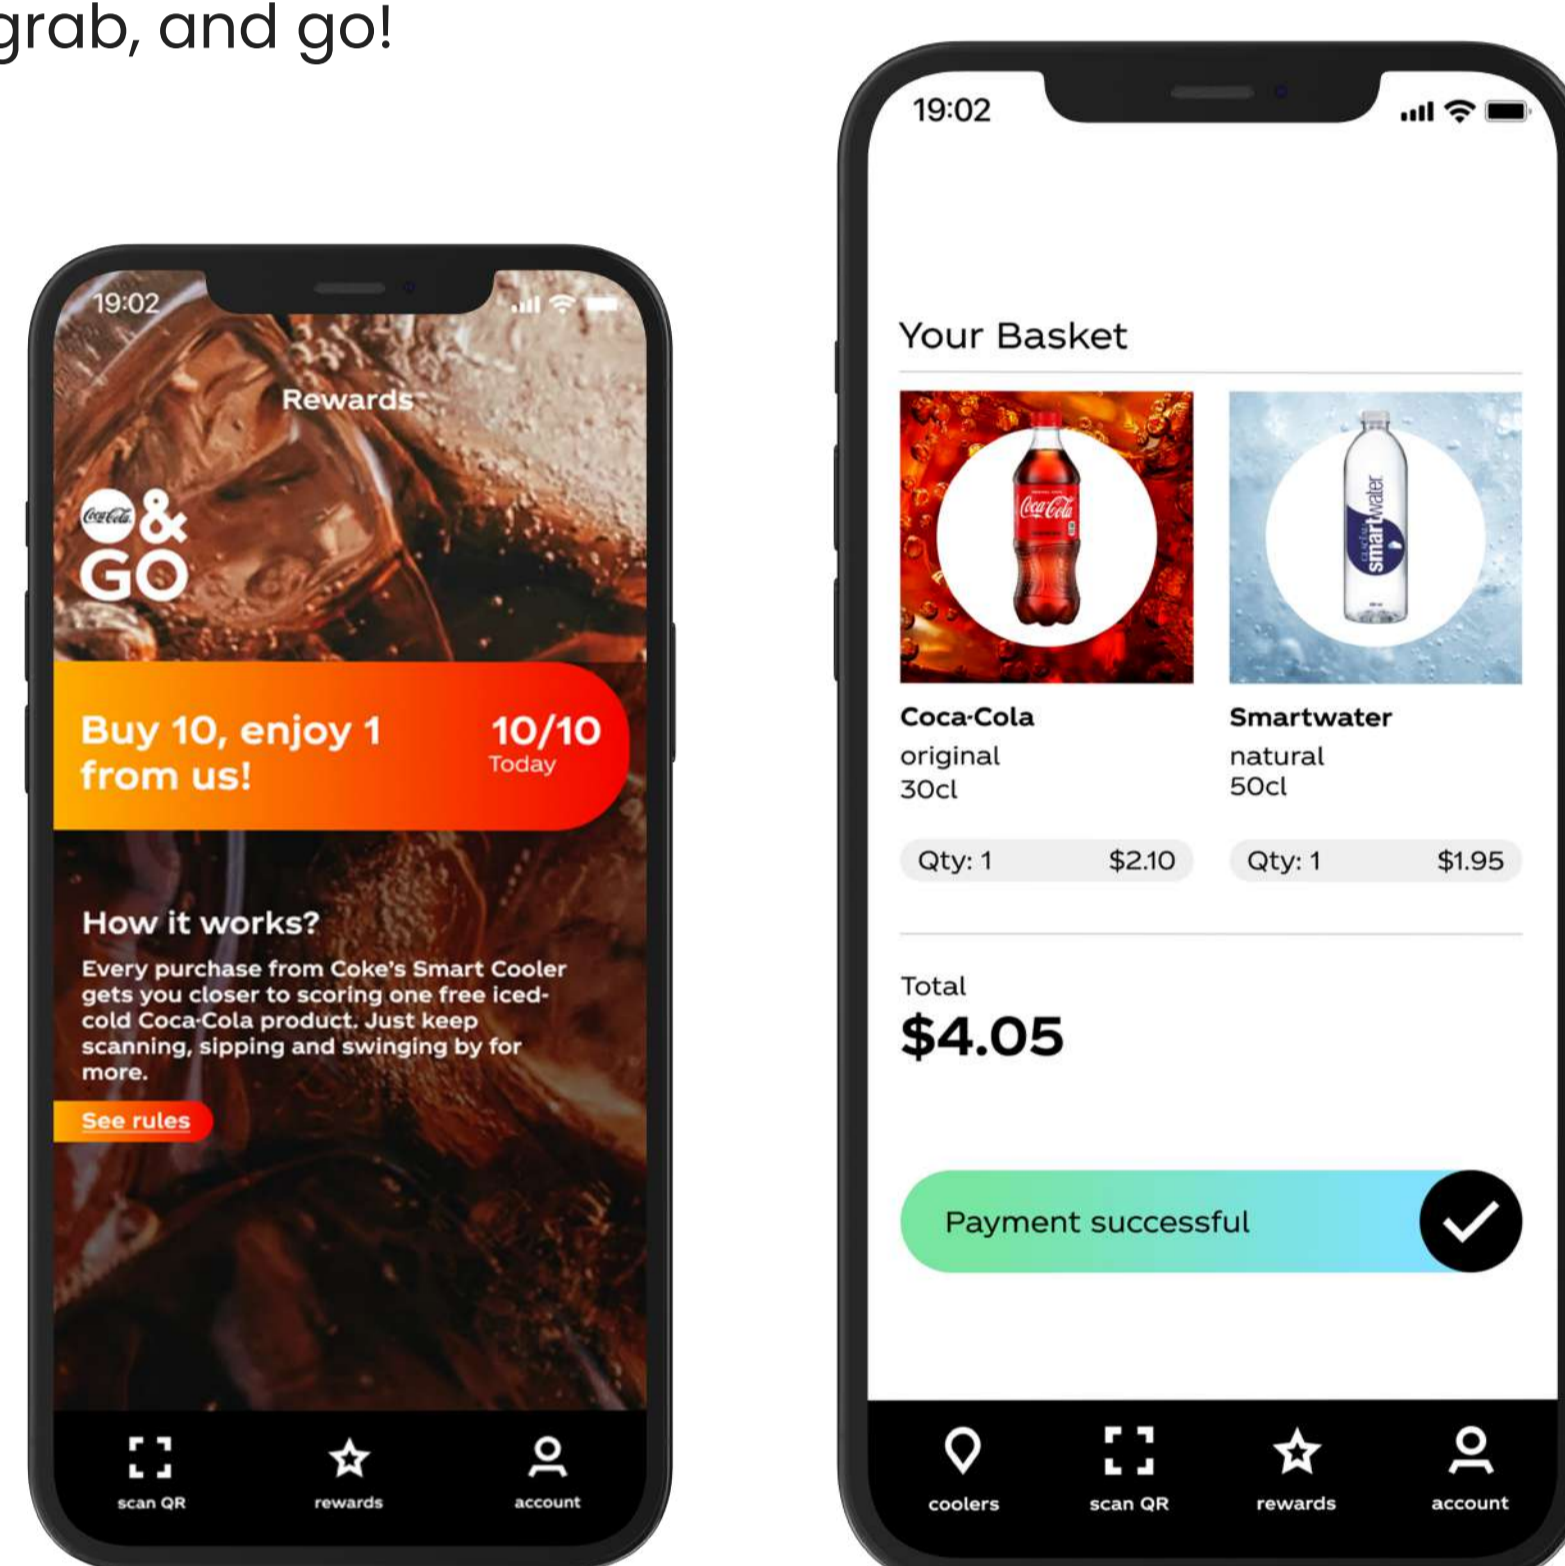 grab, and go!
19:02
Rewards
Coca-Cola &
GO
Buy 10, enjoy 1
from us!
10/10
Today
How it works?
Every purchase from Coke's Smart Cooler
gets you closer to scoring one free iced-
cold Coca-Cola product. Just keep
scanning, sipping and swinging by for
more.
See rules
scan QR
rewards
account
19:02
Your Basket
Coca-Cola
smartwater
Coca-Cola
original
30cl
Qty: 1 $2.10
Smartwater
natural
50cl
Qty: 1 $1.95
Total
$4.05
Payment successful
coolers
scan QR
rewards
account